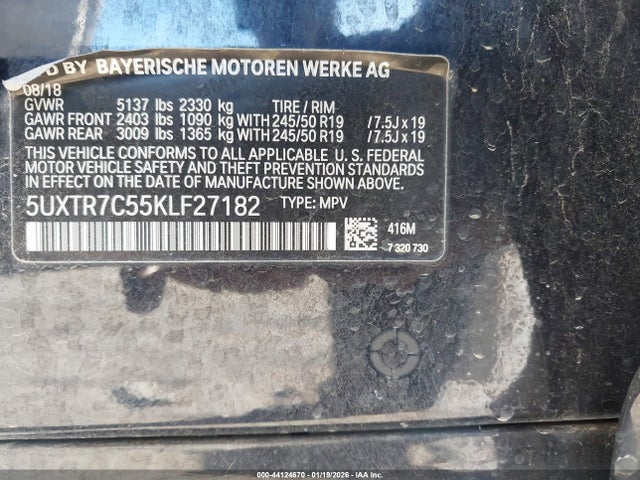 BY BAYERISCHE MOTOREN WERKE AG
08/18
GVWR 5137 lbs 2330 kg TIRE / RIM
GAWR FRONT 2403 lbs 1090 kg WITH 245/50 R19 /7.5J x 19
GAWR REAR 3009 lbs 1365 kg WITH 245/50 R19 /7.5J x 19
THIS VEHICLE CONFORMS TO ALL APPLICABLE U. S. FEDERAL
MOTOR VEHICLE SAFETY AND THEFT PREVENTION
STANDARDS IN EFFECT ON THE DATE OF MANUFACTURE SHOWN ABOVE.
5UXTR7C55KLF27182 TYPE: MPV
416M
7 320 730
000-44124670 - 01/19/2026 - COPYRIGHT IAA, LLC.